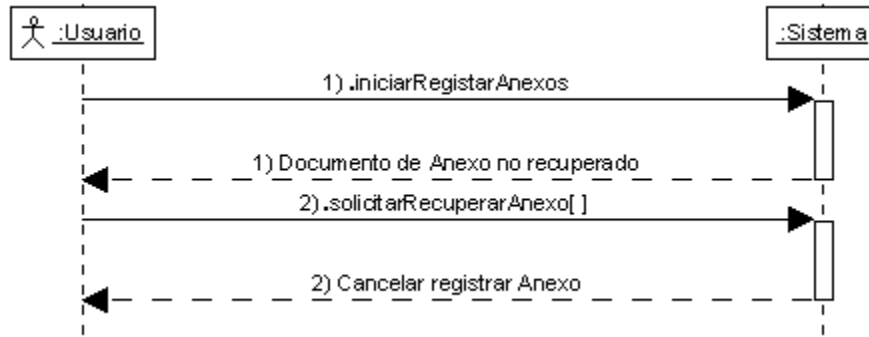 :Usuario
:Sistema
1) .iniciarRegistarAnexos
1) Documento de Anexo no recuperado
2).solicitarRecuperarAnexo[ ]
2) Cancelar registrar Anexo